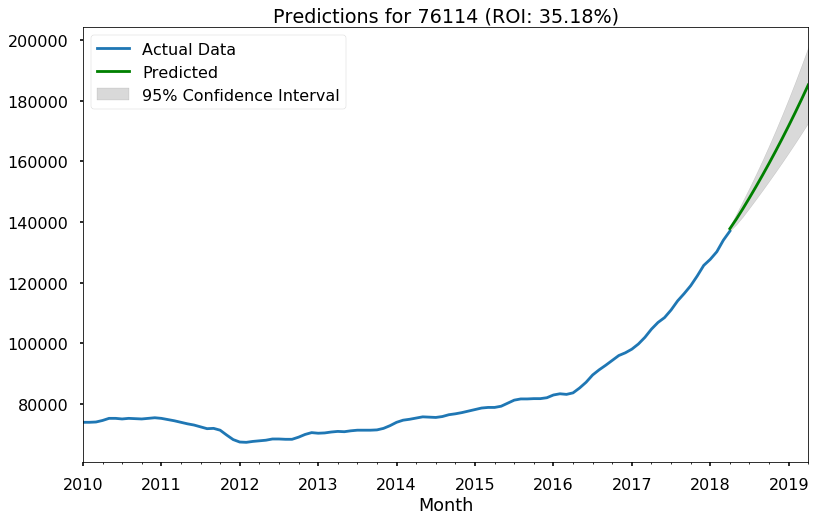 Predictions for 76114 (ROI: 35.18%)
200000
180000
160000
140000
120000
100000
80000
Actual Data
Predicted
95% Confidence Interval
2010 2011 2012 2013 2014 2015 2016 2017 2018 2019
Month